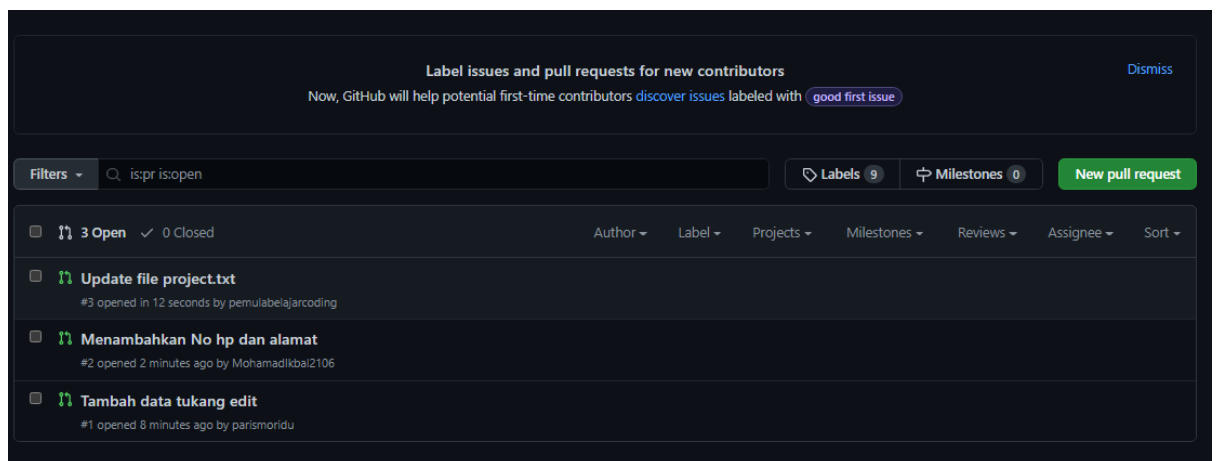 Label issues and pull requests for new contributors
Dismiss
Now, GitHub will help potential first-time contributors discover issues labeled with good first issue
Filters
is:pr is:open
Labels 9
Milestones 0
New pull request
3 Open
0 Closed
Author
Label
Projects
Milestones
Reviews
Assignee
Sort
Update file project.txt
#3 opened in 12 seconds by pemulabelajarcoding
Menambahkan No hp dan alamat
#2 opened 2 minutes ago by MohamadIkbal2106
Tambah data tukang edit
#1 opened 8 minutes ago by parismoridu